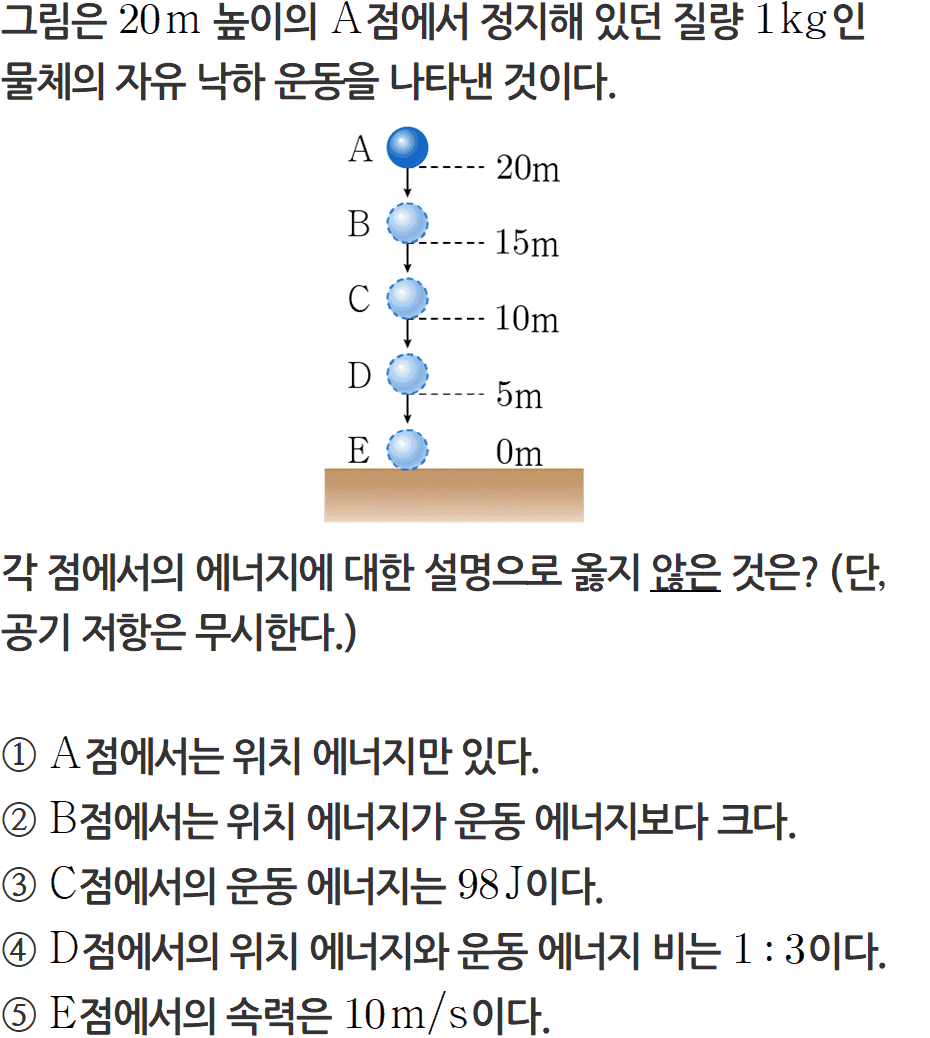 그림은 20m 높이의 A점에서 정지해 있던 질량 1kg인
물체의 자유 낙하 운동을 나타낸 것이다.
A
20m
B
15m
C
10m
D
5m
E
0m
각 점에서의 에너지에 대한 설명으로 옳지 않은 것은? (단,
공기 저항은 무시한다.)
① A점에서는 위치 에너지만 있다.
② B점에서는 위치 에너지가 운동 에너지보다 크다.
③ C점에서의 운동 에너지는 98J이다.
④ D점에서의 위치 에너지와 운동 에너지 비는 1 : 3이다.
⑤ E점에서의 속력은 10m/s이다.